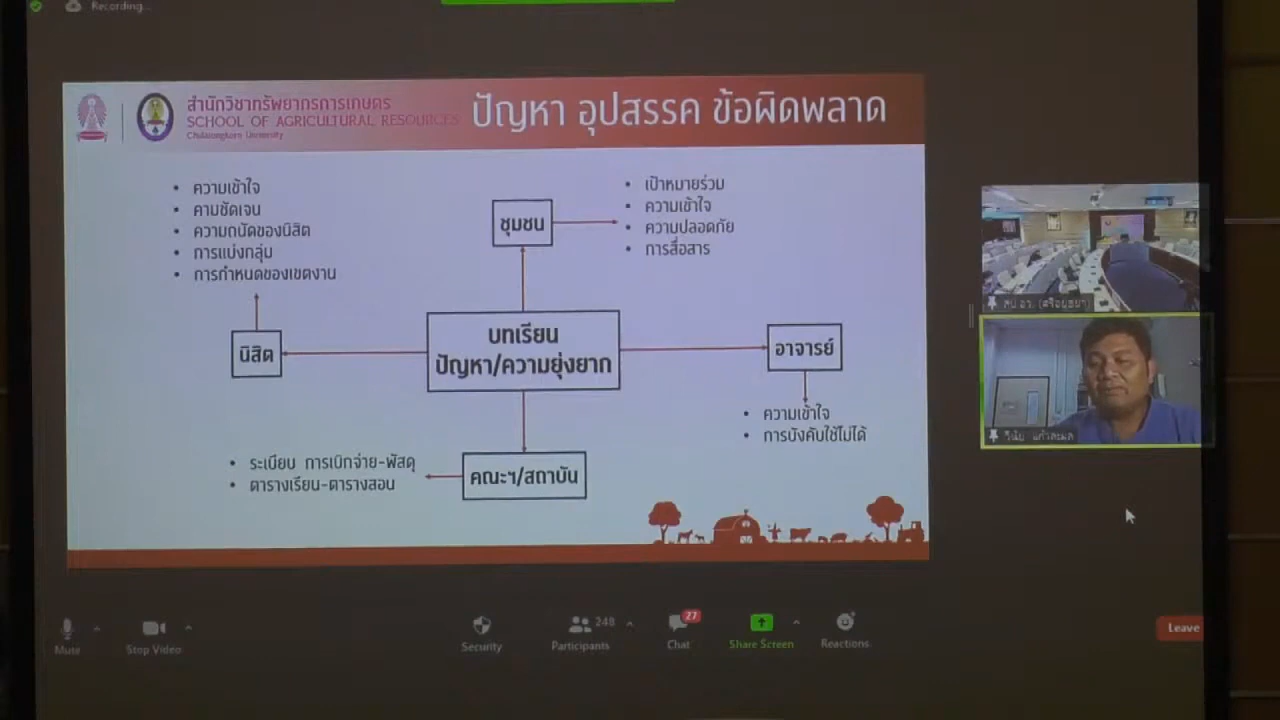 Recording...
สำนักวิชาทรัพยากรการเกษตร
SCHOOL OF AGRICULTURAL RESOURCES
Chulalongkorn University
ปัญหา อุปสรรค ข้อผิดพลาด
• ความเข้าใจ
• คามชัดเจน
• ความถนัดของนิสิต
• การแบ่งกลุ่ม
• การกำหนดของเขตงาน
ชุมชน
• เป้าหมายร่วม
• ความเข้าใจ
• ความปลอดภัย
• การสื่อสาร
นิสิต
บทเรียน
ปัญหา/ความยุ่งยาก
อาจารย์
• ความเข้าใจ
• การบังคับใช้ไม่ได้
• ระเบียบ การเบิกจ่าย-พัสดุ
• ตารางเรียน-ตารางสอน
คณะฯ/สถาบัน
วินัย แก้วละมุล
Mute
Stop Video
Security
248
Participants
27
Chat
Share Screen
Reactions
Leave